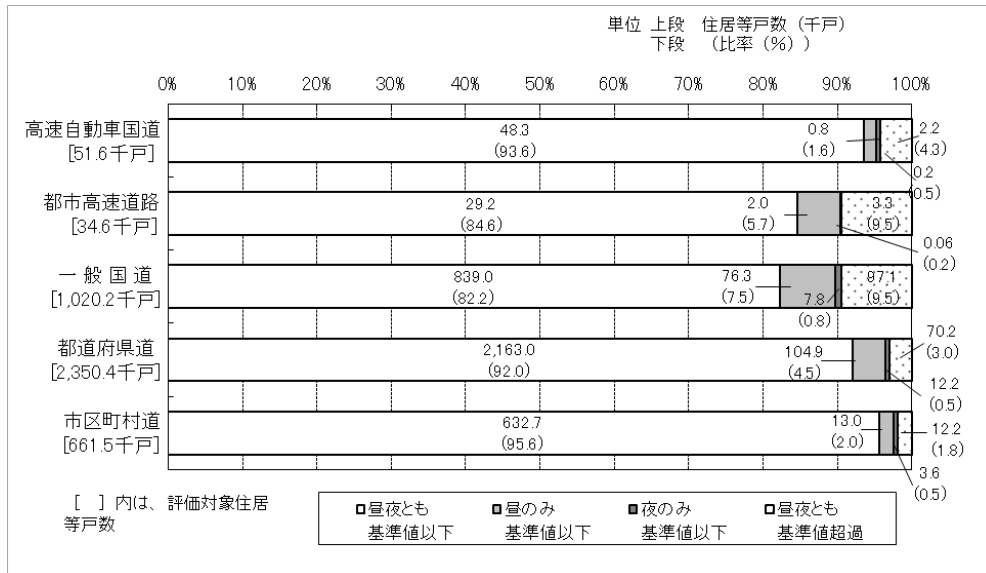 単位 上段 住居等戸数（千戸）
下段 （比率（％））
0% 10% 20% 30% 40% 50% 60% 70% 80% 90% 100%
高速自動車国道
[51.6千戸]
48.3
(93.6)
0.8
(1.6)
2.2
(4.3)
0.2
(0.5)
都市高速道路
[34.6千戸]
29.2
(84.6)
2.0
(5.7)
3.3
(9.5)
0.06
(0.2)
一般国道
[1,020.2千戸]
839.0
(82.2)
76.3
(7.5)
7.8
(0.8)
97.1
(9.5)
都道府県道
[2,350.4千戸]
2,163.0
(92.0)
104.9
(4.5)
70.2
(3.0)
12.2
(0.5)
市区町村道
[661.5千戸]
632.7
(95.6)
13.0
(2.0)
12.2
(1.8)
3.6
(0.5)
［　］内は、評価対象住居
等戸数
昼夜とも
基準値以下
昼のみ
基準値以下
夜のみ
基準値以下
昼夜とも
基準値超過